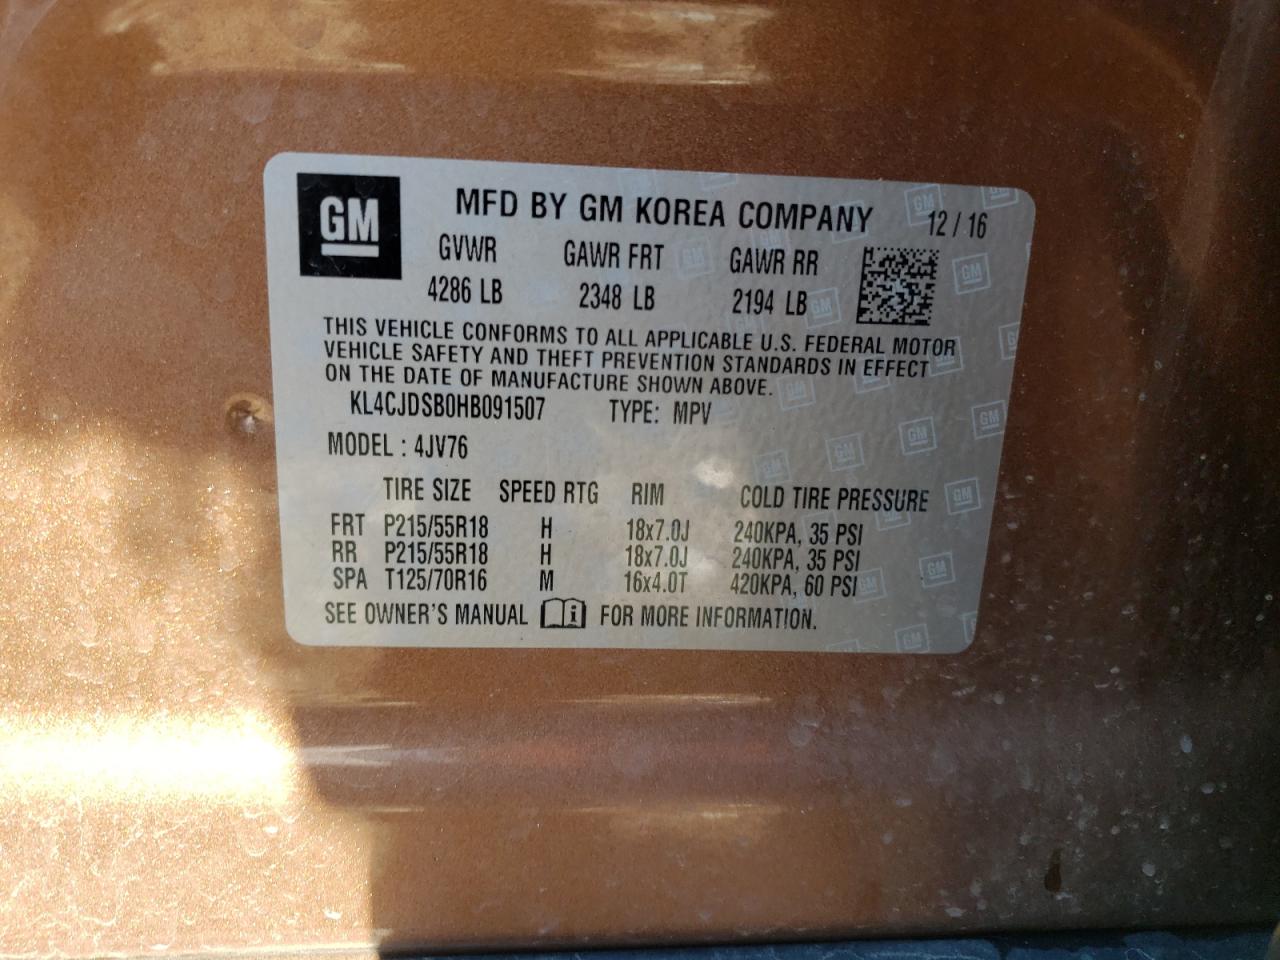 GM
MFD BY GM KOREA COMPANY 12 / 16
GVWR GAWR FRT GAWR RR
4286 LB 2348 LB 2194 LB
THIS VEHICLE CONFORMS TO ALL APPLICABLE U.S. FEDERAL MOTOR
VEHICLE SAFETY AND THEFT PREVENTION STANDARDS IN EFFECT
ON THE DATE OF MANUFACTURE SHOWN ABOVE.
KL4CJDSB0HB091507 TYPE: MPV
MODEL : 4JV76
TIRE SIZE SPEED RTG RIM COLD TIRE PRESSURE
FRT P215/55R18 H 18x7.0J 240KPA, 35 PSI
RR P215/55R18 H 18x7.0J 240KPA, 35 PSI
SPA T125/70R16 M 16x4.0T 420KPA, 60 PSI
SEE OWNER'S MANUAL i FOR MORE INFORMATION.